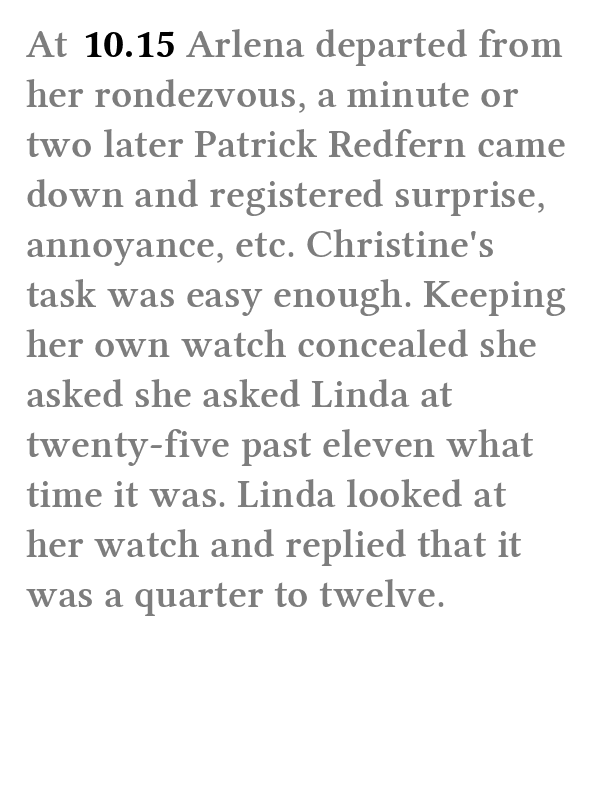 At 10.15 Arlena departed from
her rondezvous, a minute or
two later Patrick Redfern came
down and registered surprise,
annoyance, etc. Christine's
task was easy enough. Keeping
her own watch concealed she
asked she asked Linda at
twenty-five past eleven what
time it was. Linda looked at
her watch and replied that it
was a quarter to twelve.